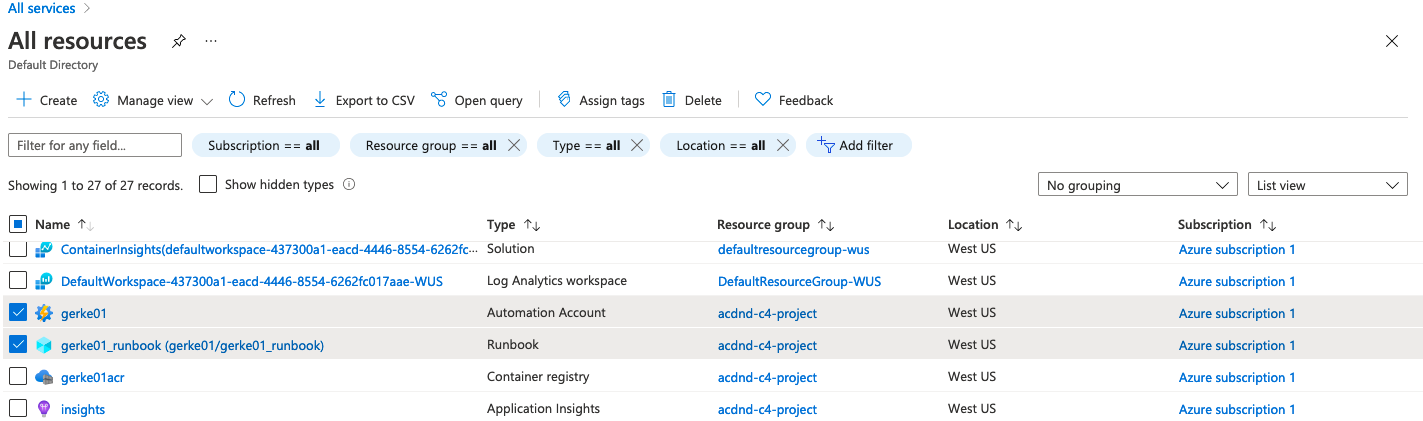 All services >
All resources ...
Default Directory
Create Manage view Refresh Export to CSV Open query Assign tags Delete Feedback
Filter for any field... Subscription == all Resource group == all Type == all Location == all Add filter
Showing 1 to 27 of 27 records. Show hidden types No grouping List view
Name Type Resource group Location Subscription
ContainerInsights(defaultworkspace-437300a1-eacd-4446-8554-6262fc... Solution defaultresourcegroup-wus West US Azure subscription 1
DefaultWorkspace-437300a1-eacd-4446-8554-6262fc017aae-WUS Log Analytics workspace DefaultResourceGroup-WUS West US Azure subscription 1
gerke01 Automation Account acdnd-c4-project West US Azure subscription 1
gerke01_runbook (gerke01/gerke01_runbook) Runbook acdnd-c4-project West US Azure subscription 1
gerke01acr Container registry acdnd-c4-project West US Azure subscription 1
insights Application Insights acdnd-c4-project West US Azure subscription 1